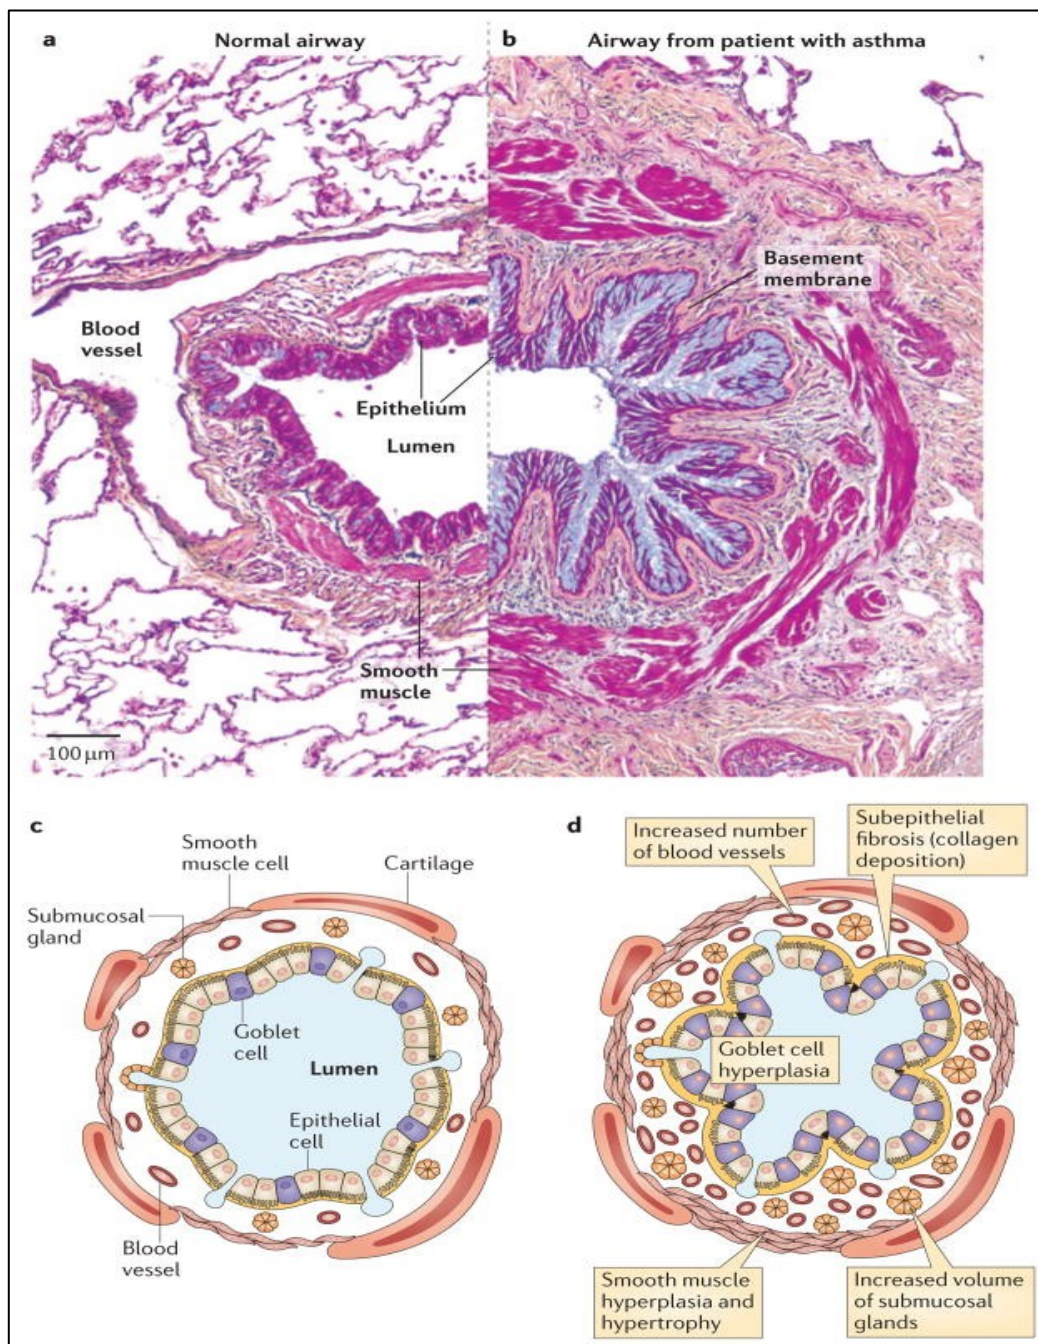 a
Normal airway
b
Airway from patient with asthma
Basement
membrane
Blood
vessel
Epithelium
Lumen
Smooth
muscle
100 μm
c
Smooth
muscle cell
Cartilage
Submucosal
gland
Goblet
cell
Lumen
Epithelial
cell
Blood
vessel
d
Increased number
of blood vessels
Subepithelial
fibrosis (collagen
deposition)
Goblet cell
hyperplasia
Smooth muscle
hyperplasia and
hypertrophy
Increased volume
of submucosal
glands